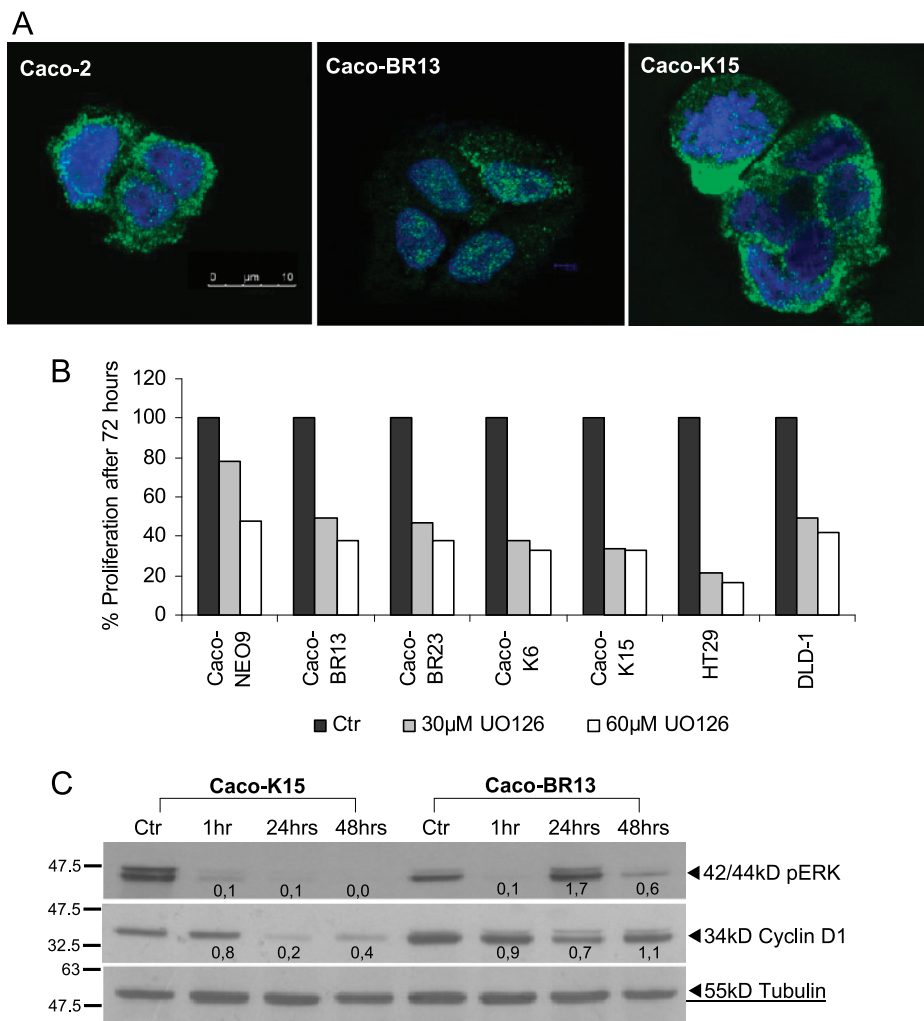 A
Caco-2
Caco-BR13
Caco-K15
0 µm 10
B
% Proliferation after 72 hours
120
100
80
60
40
20
0
Caco-NEO9
Caco-BR13
Caco-BR23
Caco-K6
Caco-K15
HT29
DLD-1
Ctr
30µM UO126
60µM UO126
C
Caco-K15 Caco-BR13
Ctr 1hr 24hrs 48hrs Ctr 1hr 24hrs 48hrs
47.5
0,1 0,1 0,0 0,1 1,7 0,6
42/44kD pERK
47.5
32.5
0,8 0,2 0,4 0,9 0,7 1,1
34kD Cyclin D1
63
47.5
55kD Tubulin